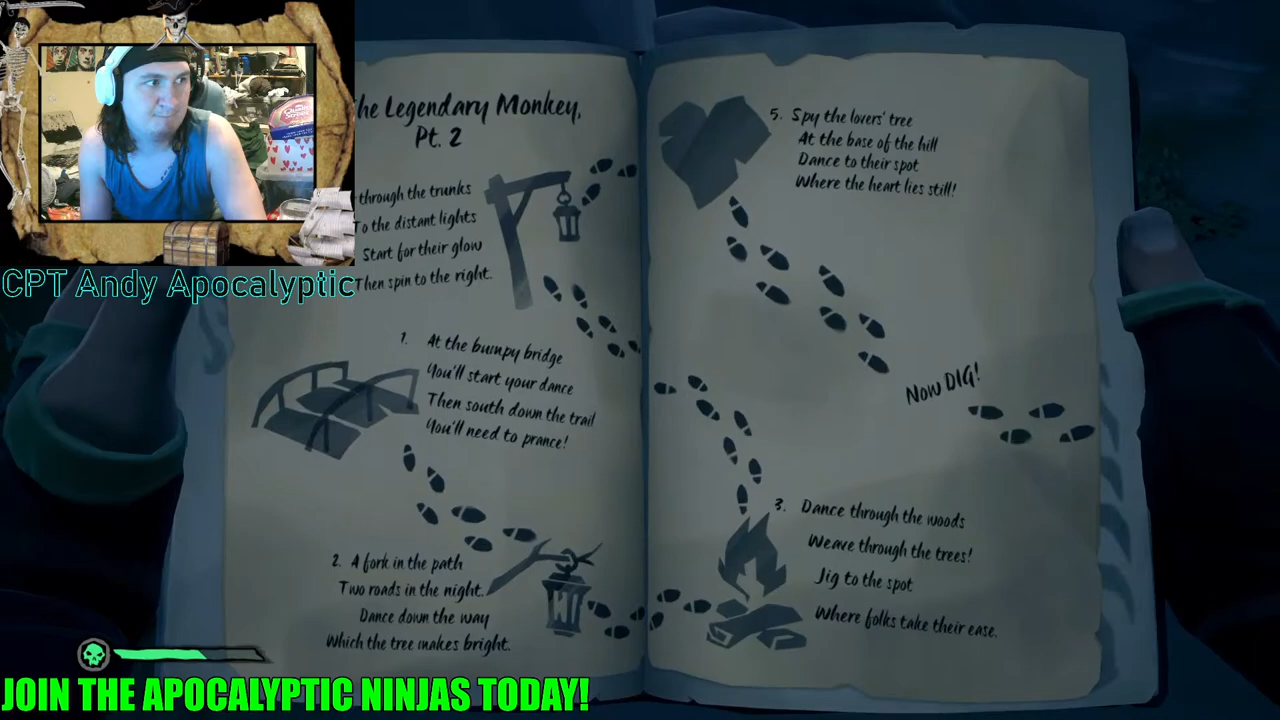 he Legendary Monkey,
Pt. 2
through the trunks
To the distant lights
Start for their glow
Then spin to the right.
1. At the bumpy bridge
You'll start your dance
Then south down the trail
You'll need to prance!
2. A fork in the path
Two roads in the night.
Dance down the way
Which the tree makes bright.
5. Spy the lovers' tree
At the base of the hill
Dance to their spot
Where the heart lies still!
Now DIG!
3. Dance through the woods
Weave through the trees!
Jig to the spot
Where folks take their ease.
CPT Andy Apocalyptic
JOIN THE APOCALYPTIC NINJAS TODAY!